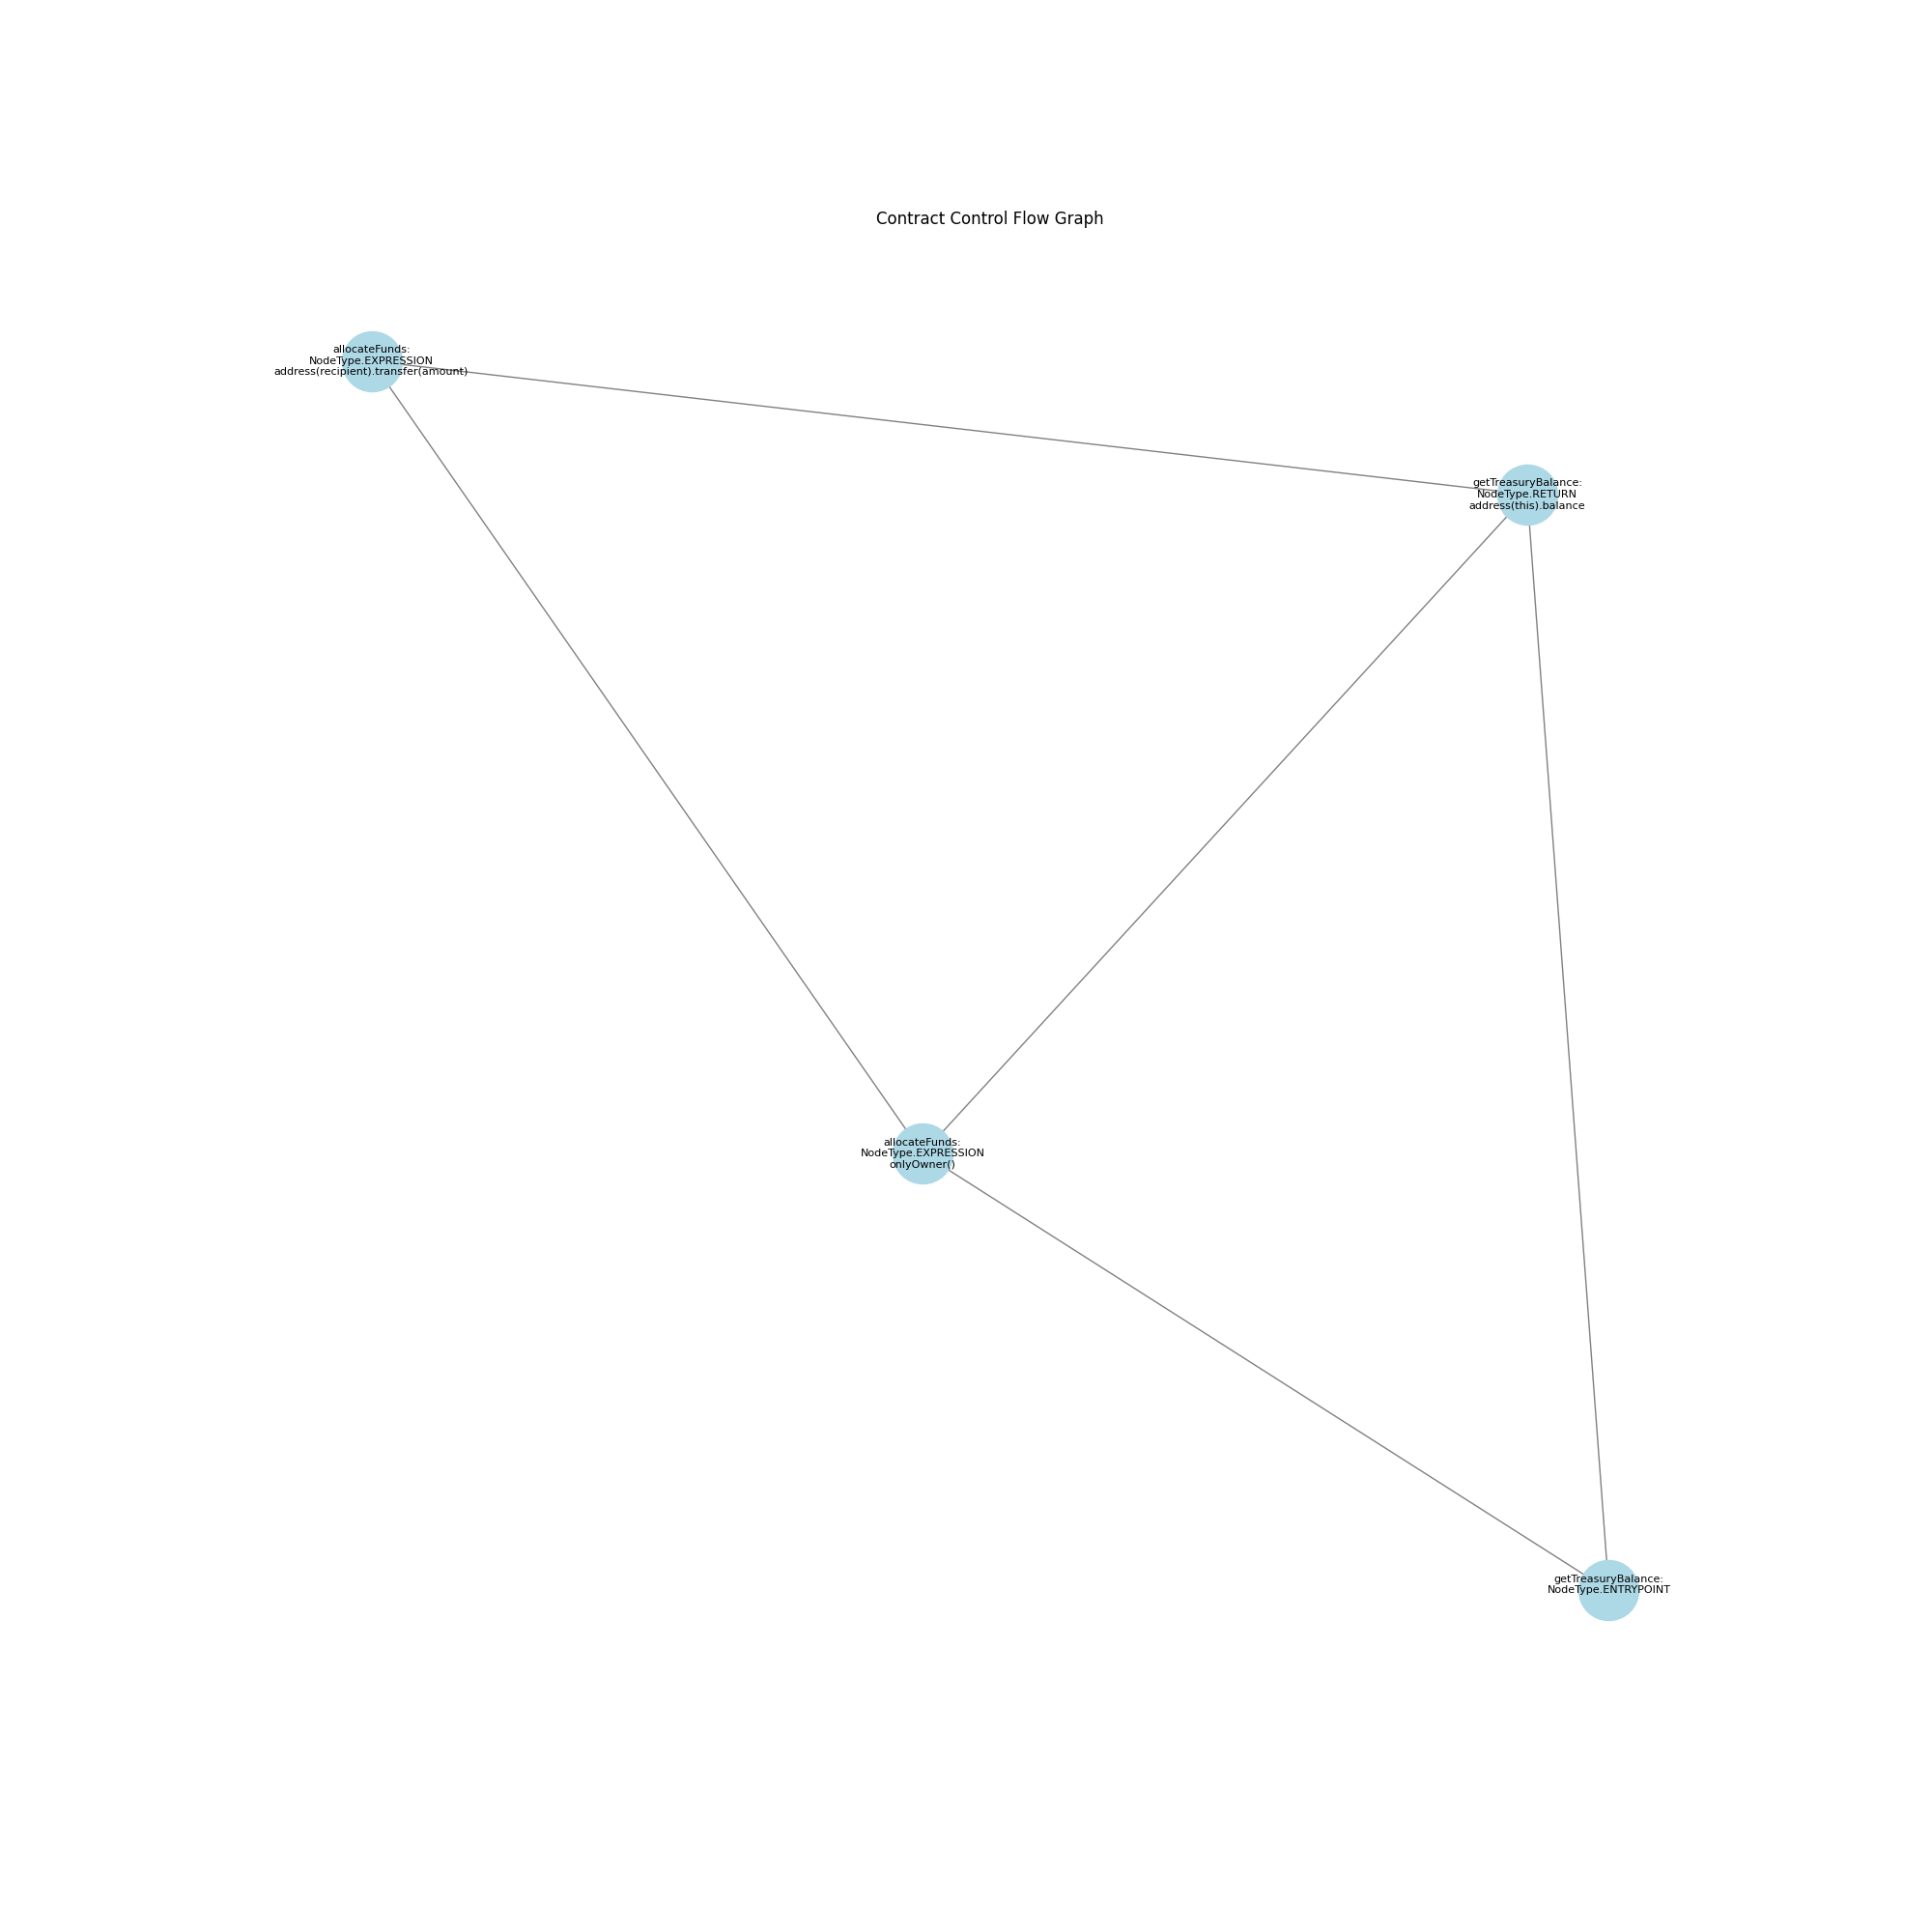 Contract Control Flow Graph
allocateFunds:
NodeType.EXPRESSION
address(recipient).transfer(amount)
getTreasuryBalance:
NodeType.RETURN
address(this).balance
allocateFunds:
NodeType.EXPRESSION
onlyOwner()
getTreasuryBalance:
NodeType.ENTRYPOINT